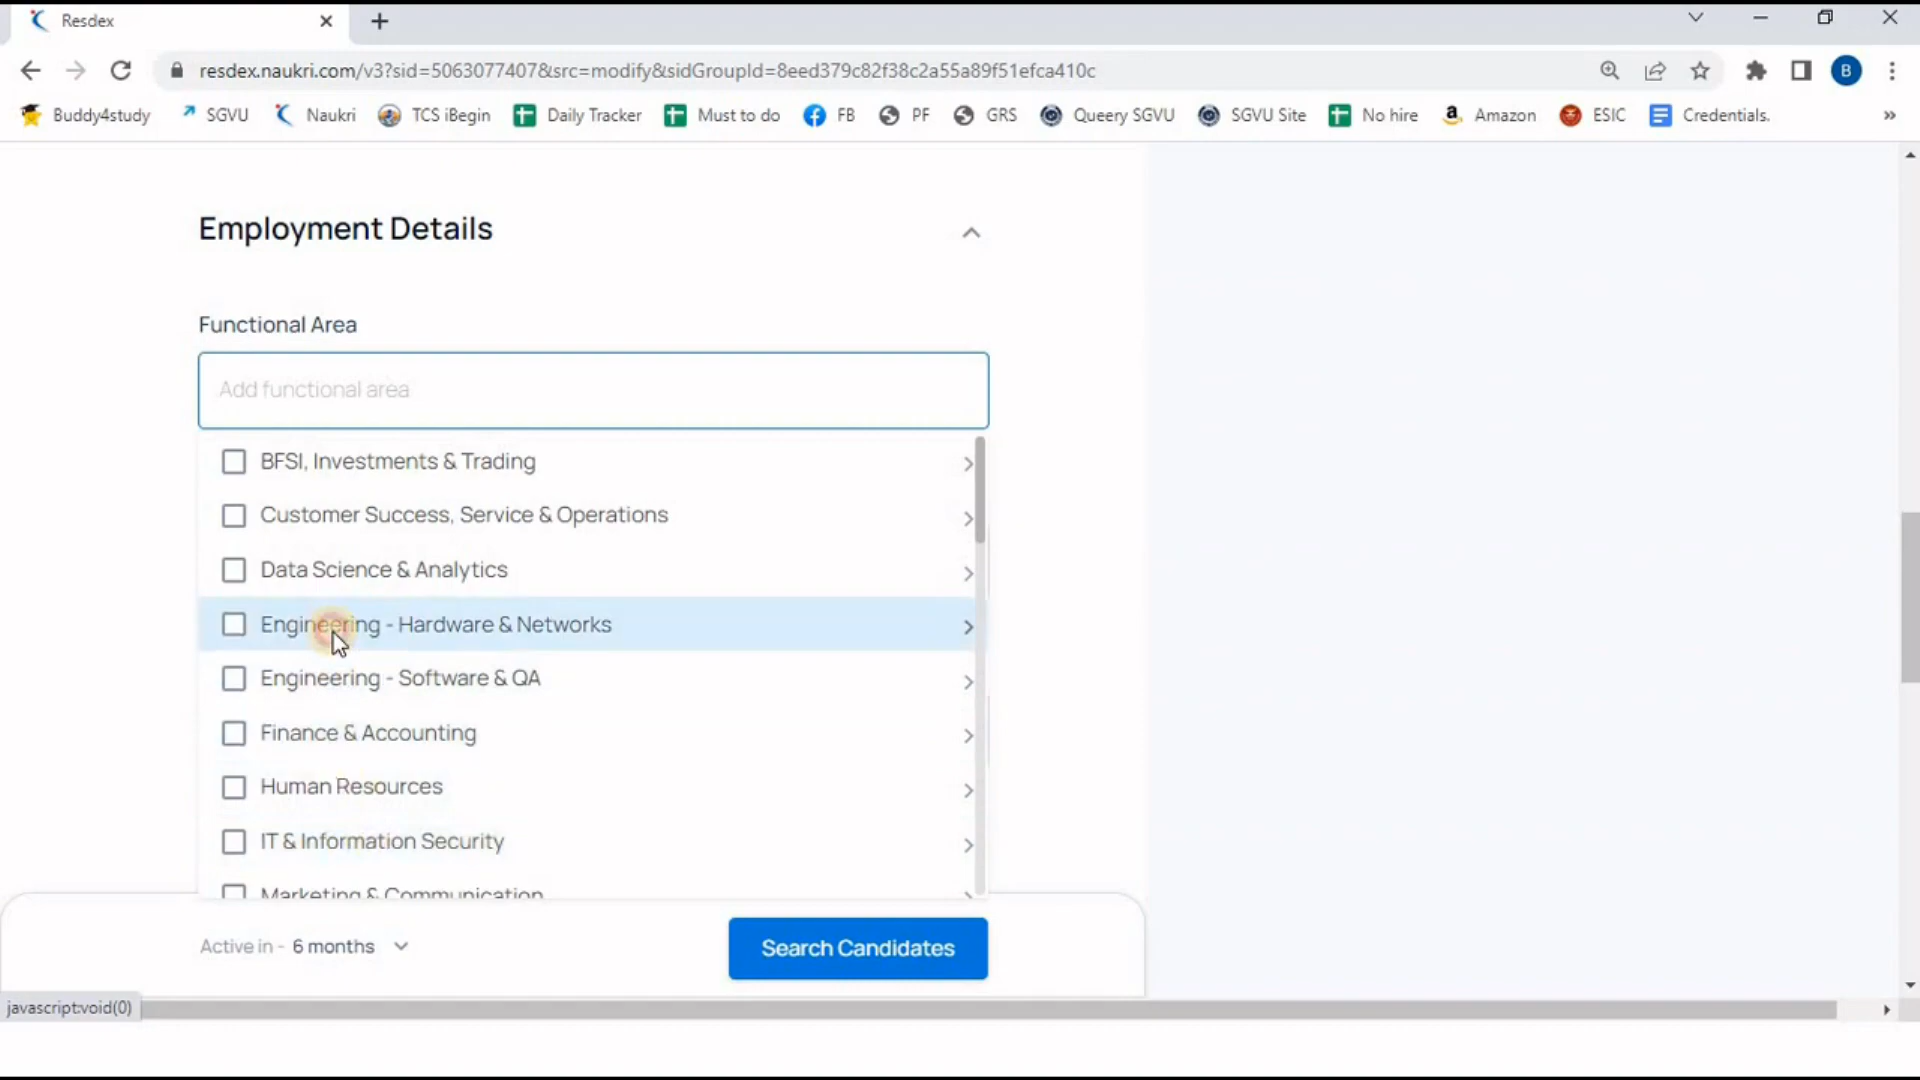 Resdex
resdex.naukri.com/v3?sid=5063077407&src=modify&sidGroupId=8eed379c82f38c2a55a89f51efca410c
B
Buddy4study SGVU Naukri TCS iBegin Daily Tracker Must to do FB PF GRS Queery SGVU SGVU Site No hire Amazon ESIC Credentials. »
Employment Details
Functional Area
Add functional area
BFSI, Investments & Trading
Customer Success, Service & Operations
Data Science & Analytics
Engineering - Hardware & Networks
Engineering - Software & QA
Finance & Accounting
Human Resources
IT & Information Security
Marketing & Communication
Active in - 6 months
Search Candidates
javascript:void(0)